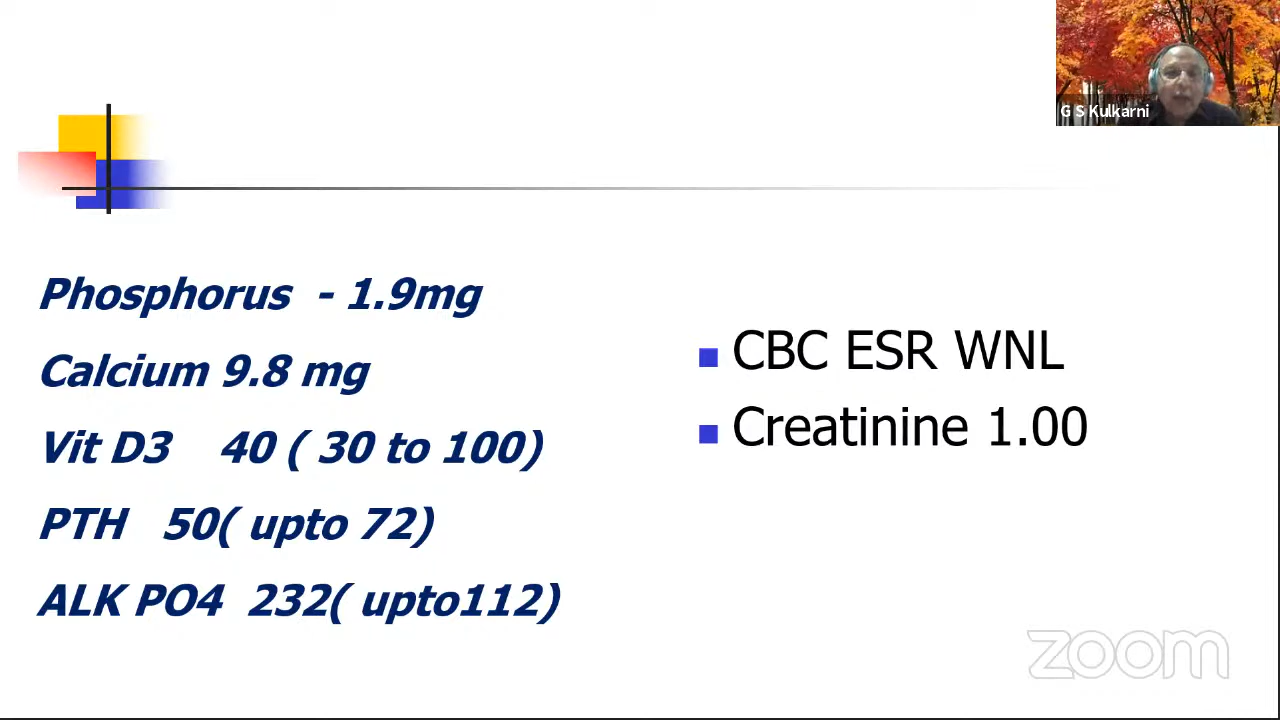 G S Kulkarni
Phosphorus - 1.9mg
Calcium 9.8 mg
Vit D3 40 ( 30 to 100)
PTH 50( upto 72)
ALK PO4 232( upto112)
CBC ESR WNL
Creatinine 1.00
zoom